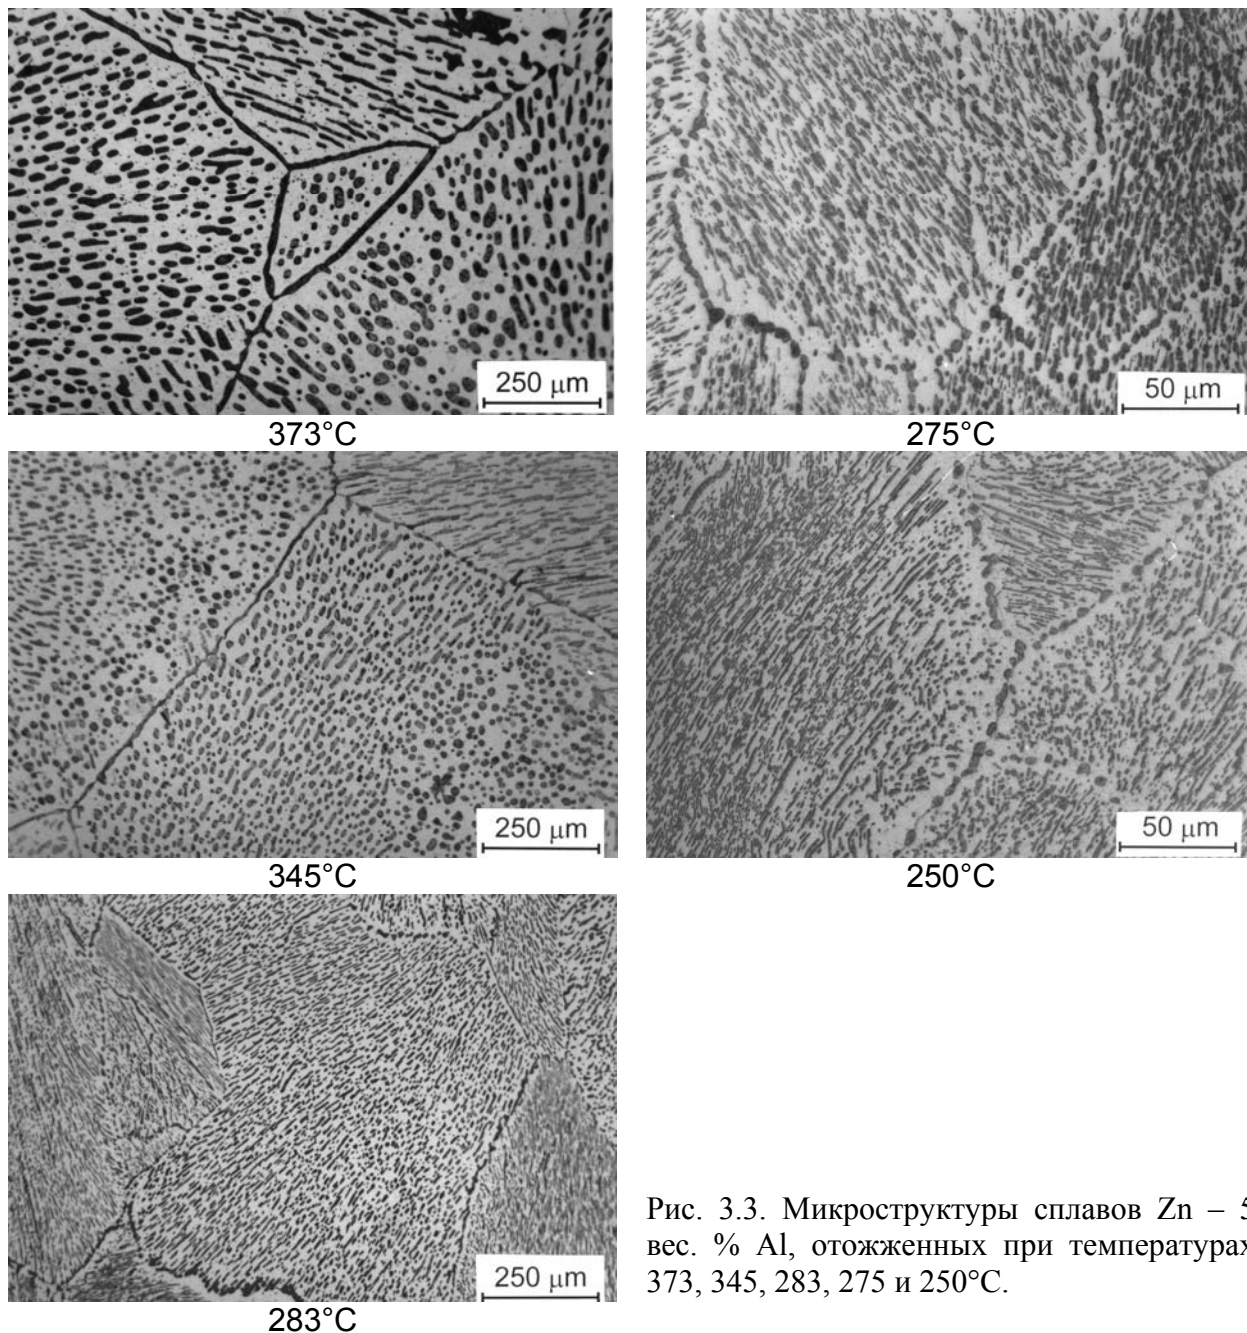 250 μm
50 μm
373°C
275°C
250 μm
50 μm
345°C
250°C
250 μm
283°C
Рис. 3.3. Микроструктуры сплавов Zn – 5
вес. % Al, отожженных при температурах
373, 345, 283, 275 и 250°C.